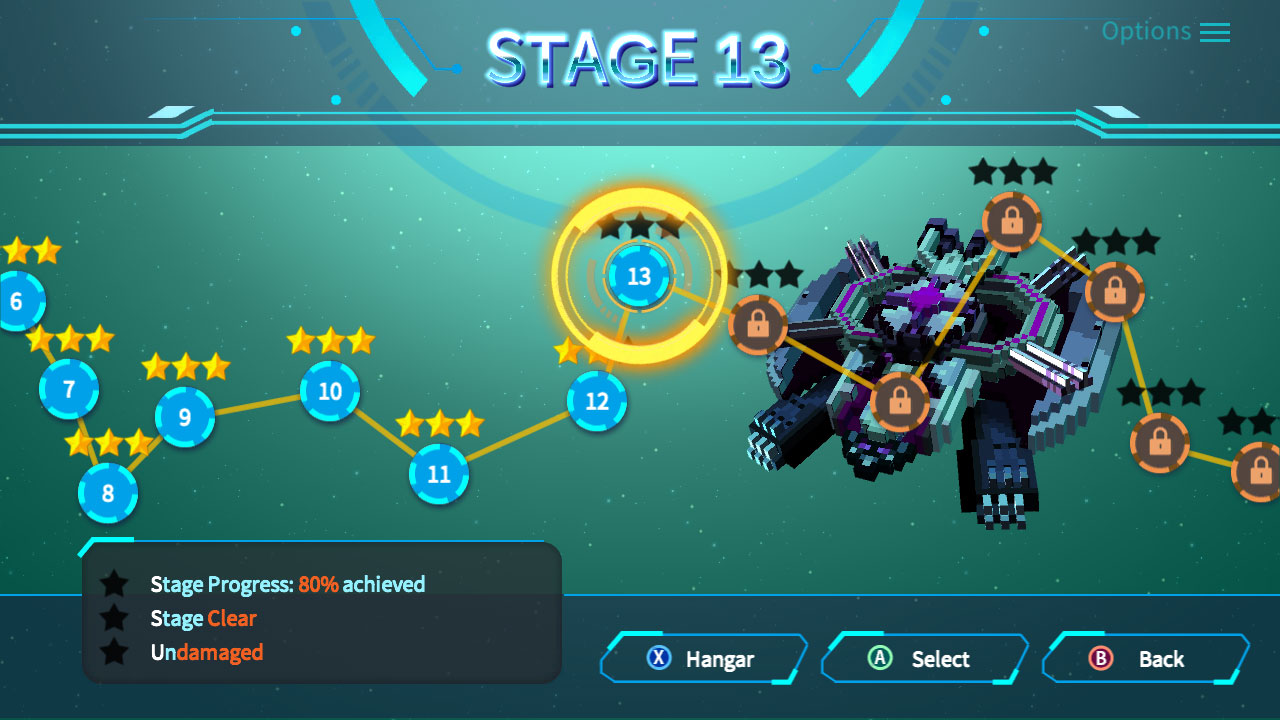 STAGE 13
Options
6
7
8
9
10
11
12
13
Stage Progress: 80% achieved
Stage Clear
Undamaged
X Hangar
A Select
B Back